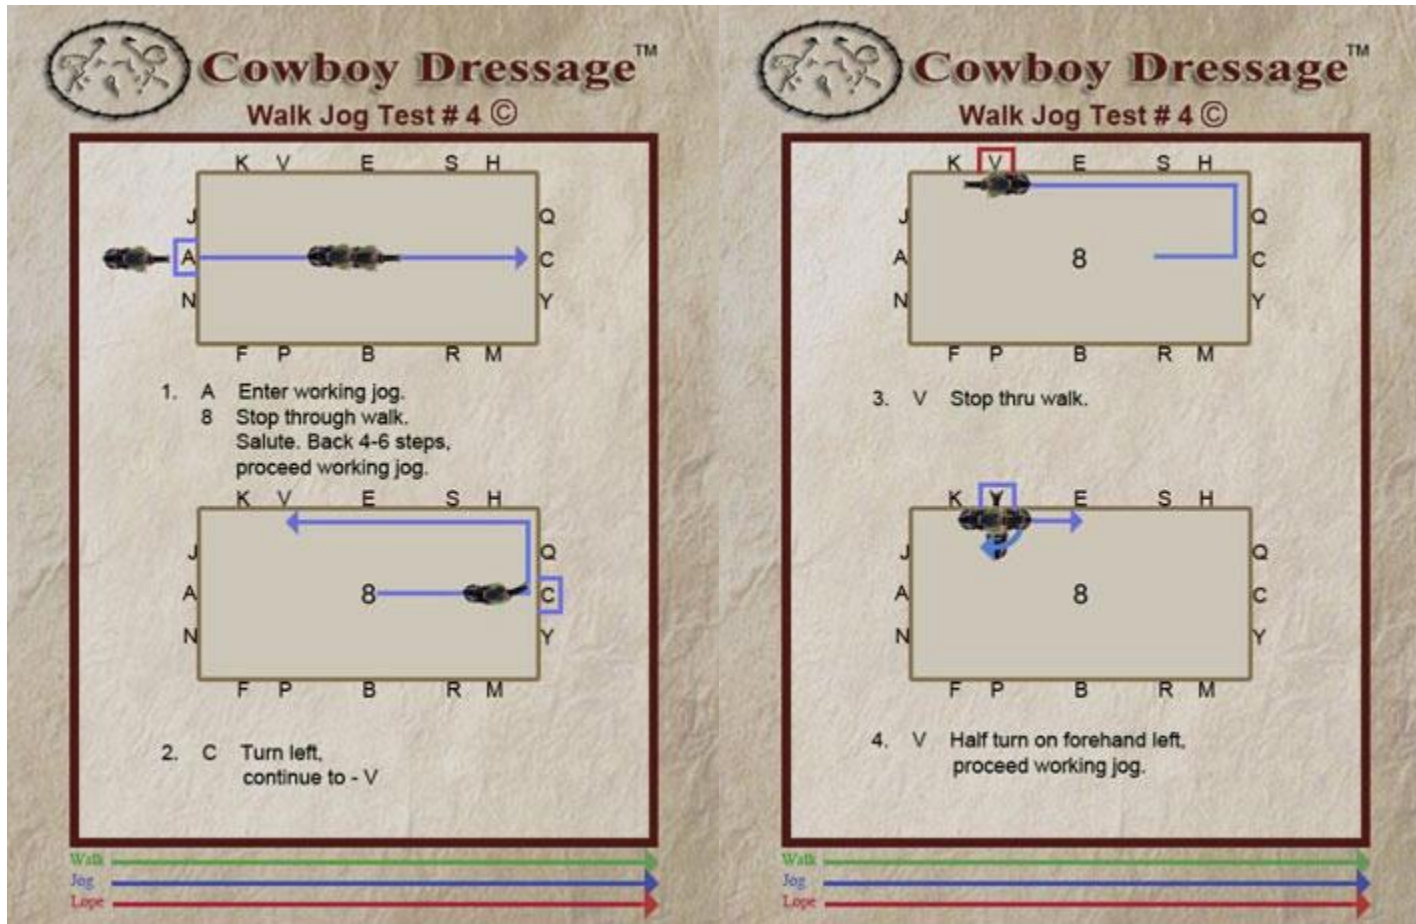 Cowboy Dressage™
Walk Jog Test # 4 ©
K V E S H
J Q
A C
N Y
F P B R M
1. A Enter working jog.
8 Stop through walk.
Salute. Back 4-6 steps,
proceed working jog.
K V E S H
J Q
A 8 C
N Y
F P B R M
2. C Turn left,
continue to - V
Walk
Jog
Lope
Cowboy Dressage™
Walk Jog Test # 4 ©
K V E S H
J Q
A 8 C
N Y
F P B R M
3. V Stop thru walk.
K V E S H
J Q
A 8 C
N Y
F P B R M
4. V Half turn on forehand left,
proceed working jog.
Walk
Jog
Lope